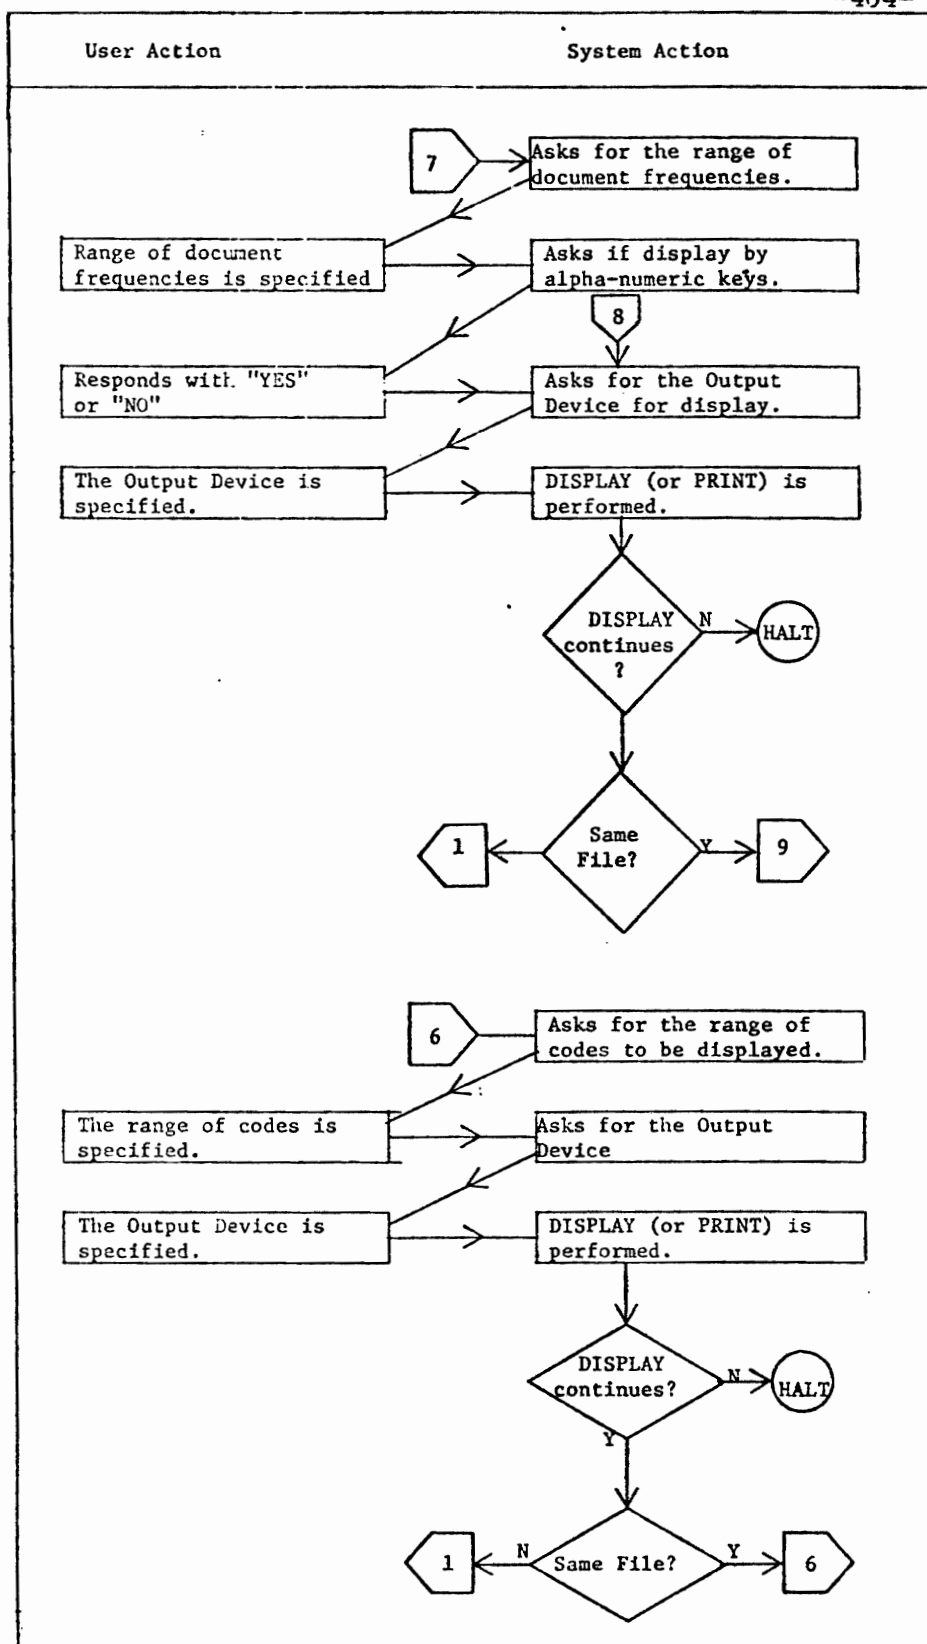 User Action System Action
7
Asks for the range of
document frequencies.
Range of document
frequencies is specified
Asks if display by
alpha-numeric keys.
8
Responds with "YES"
or "NO"
Asks for the Output
Device for display.
The Output Device is
specified.
DISPLAY (or PRINT) is
performed.
DISPLAY
continues
?
N
HALT
Same
File?
1
Y
9
6
Asks for the range of
codes to be displayed.
The range of codes is
specified.
Asks for the Output
Device
The Output Device is
specified.
DISPLAY (or PRINT) is
performed.
DISPLAY
continues?
N
HALT
Y
1
N
Same File?
Y
6